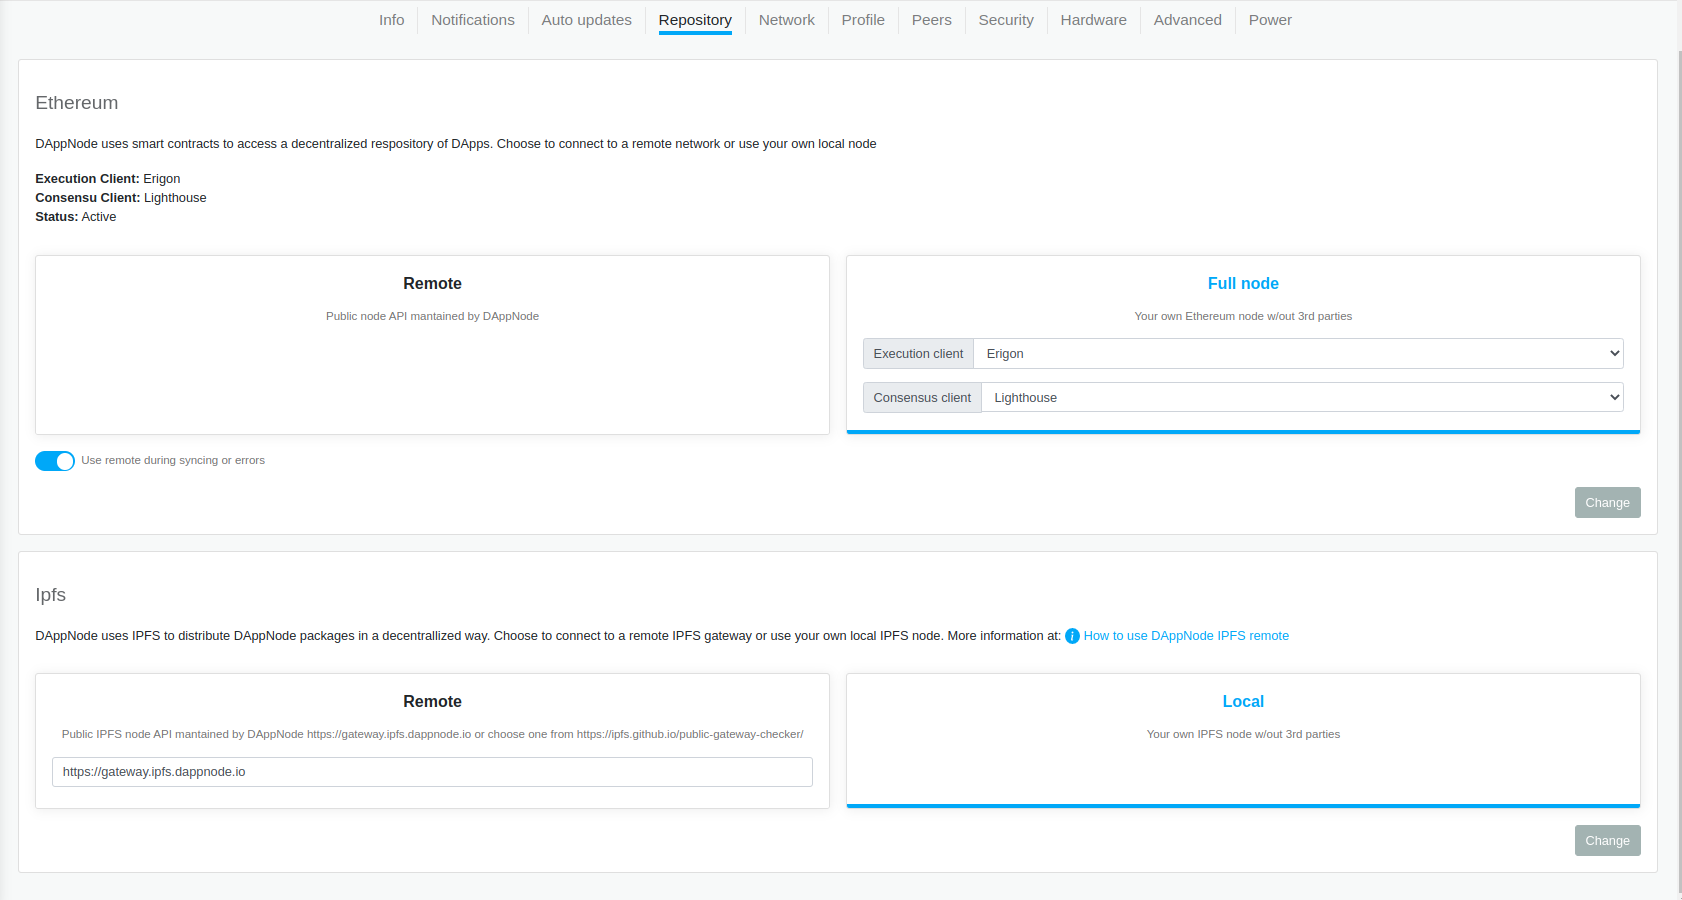 Info Notifications Auto updates Repository Network Profile Peers Security Hardware Advanced Power
Ethereum
DAppNode uses smart contracts to access a decentralized respository of DApps. Choose to connect to a remote network or use your own local node
Execution Client: Erigon
Consensu Client: Lighthouse
Status: Active
Remote
Public node API mantained by DAppNode
Full node
Your own Ethereum node w/out 3rd parties
Execution client Erigon
Consensus client Lighthouse
Use remote during syncing or errors
Change
Ipfs
DAppNode uses IPFS to distribute DAppNode packages in a decentrallized way. Choose to connect to a remote IPFS gateway or use your own local IPFS node. More information at: i How to use DAppNode IPFS remote
Remote
Public IPFS node API mantained by DAppNode https://gateway.ipfs.dappnode.io or choose one from https://ipfs.github.io/public-gateway-checker/
https://gateway.ipfs.dappnode.io
Local
Your own IPFS node w/out 3rd parties
Change